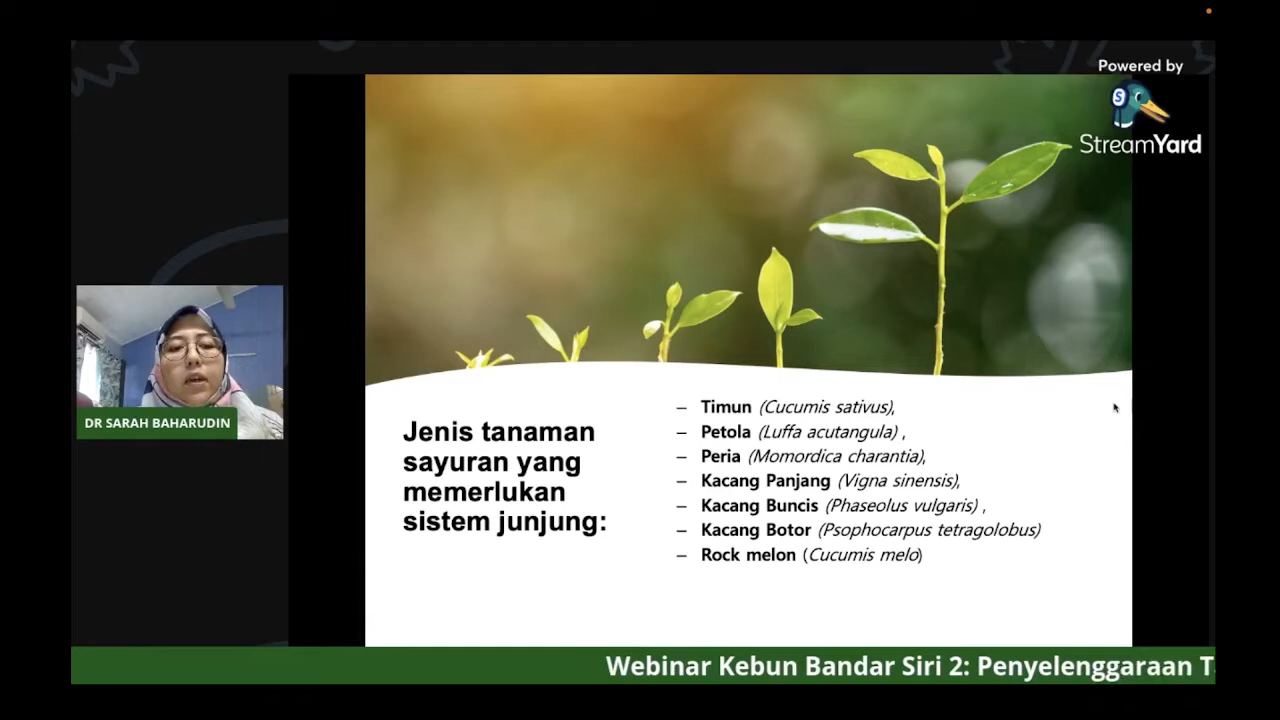 Powered by
StreamYard
DR SARAH BAHARUDIN
Jenis tanaman
sayuran yang
memerlukan
sistem junjung:
– Timun (Cucumis sativus),
– Petola (Luffa acutangula) ,
– Peria (Momordica charantia),
– Kacang Panjang (Vigna sinensis),
– Kacang Buncis (Phaseolus vulgaris) ,
– Kacang Botor (Psophocarpus tetragolobus)
– Rock melon (Cucumis melo)
Webinar Kebun Bandar Siri 2: Penyelenggaraan T